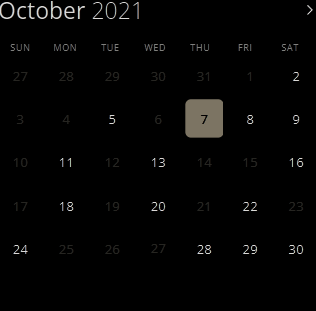 October 2021 >
SUN MON TUE WED THU FRI SAT
27 28 29 30 31 1 2
3 4 5 6 7 8 9
10 11 12 13 14 15 16
17 18 19 20 21 22 23
24 25 26 27 28 29 30